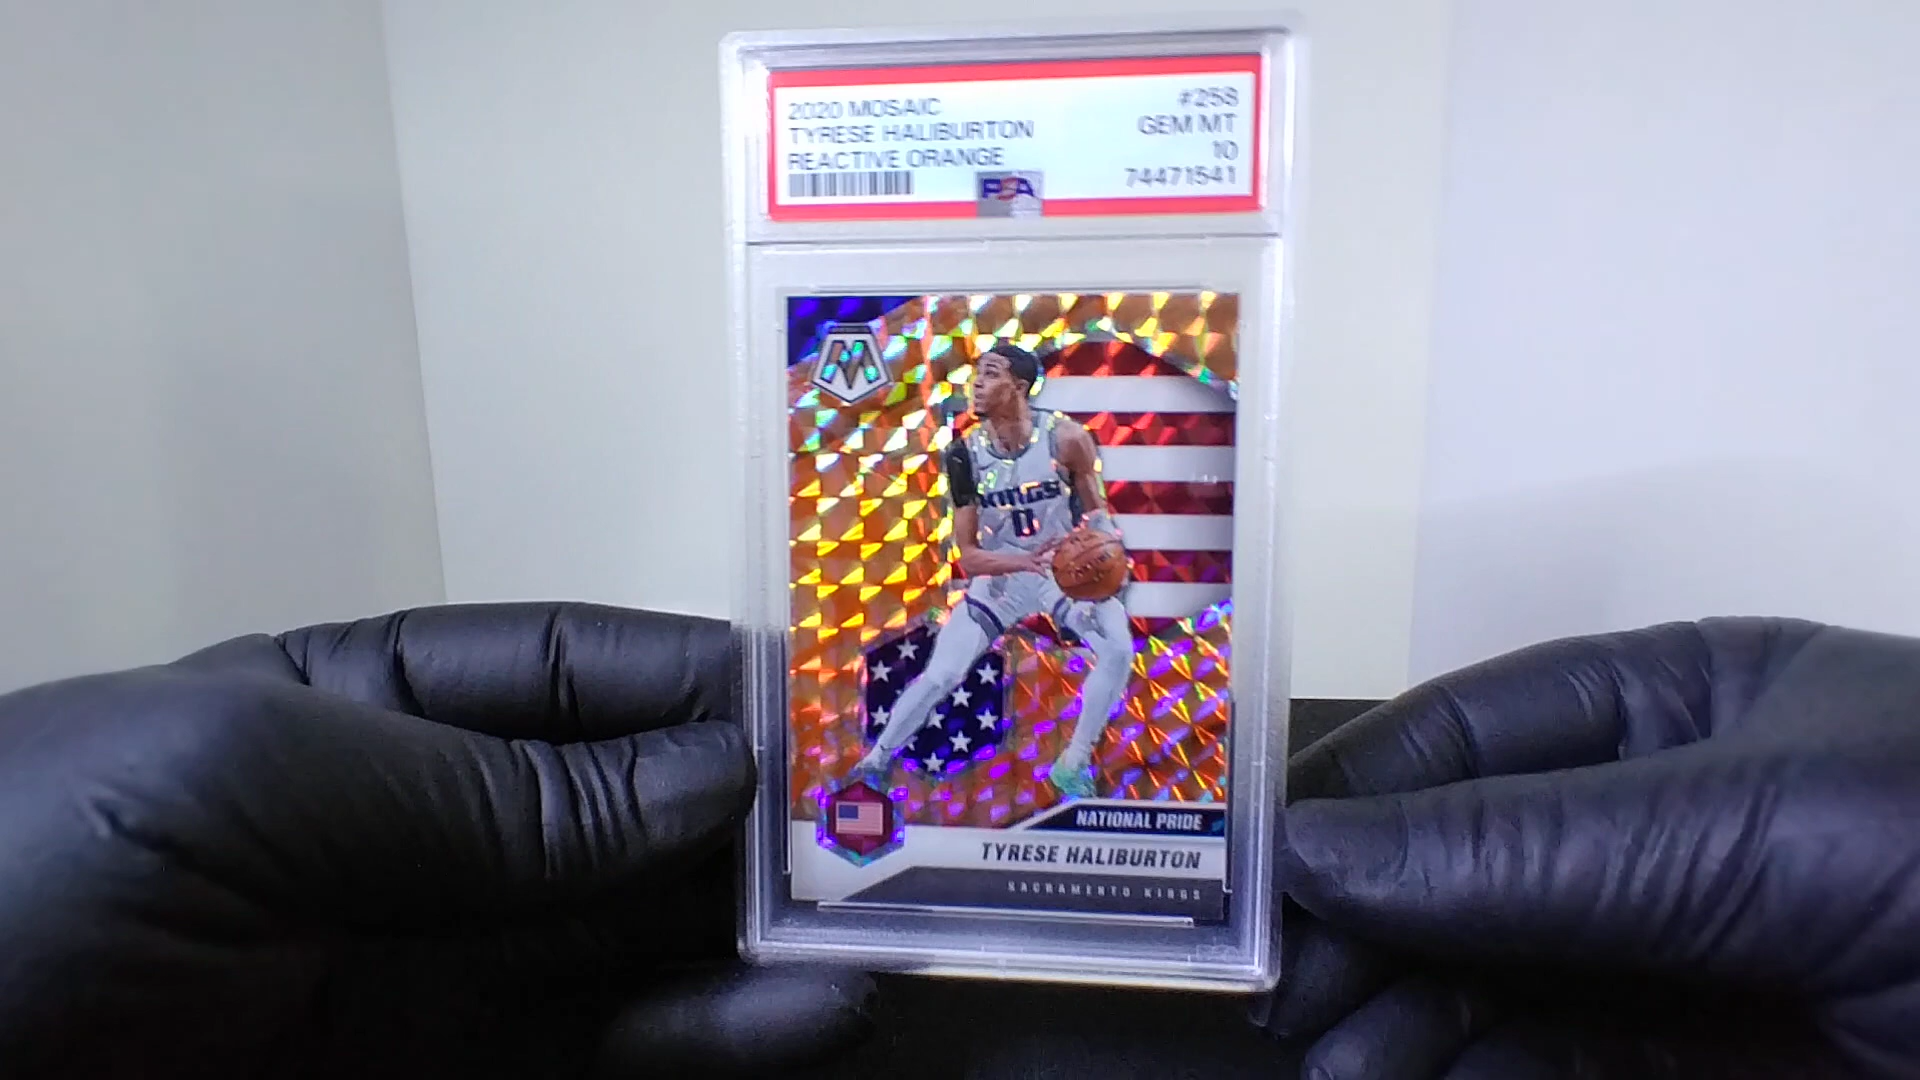 2020 MOSAIC
#258
TYRESE HALIBURTON
GEM MT
REACTIVE ORANGE
10
PSA
74471541
M
KINGS
0
NATIONAL PRIDE
TYRESE HALIBURTON
SACRAMENTO KINGS